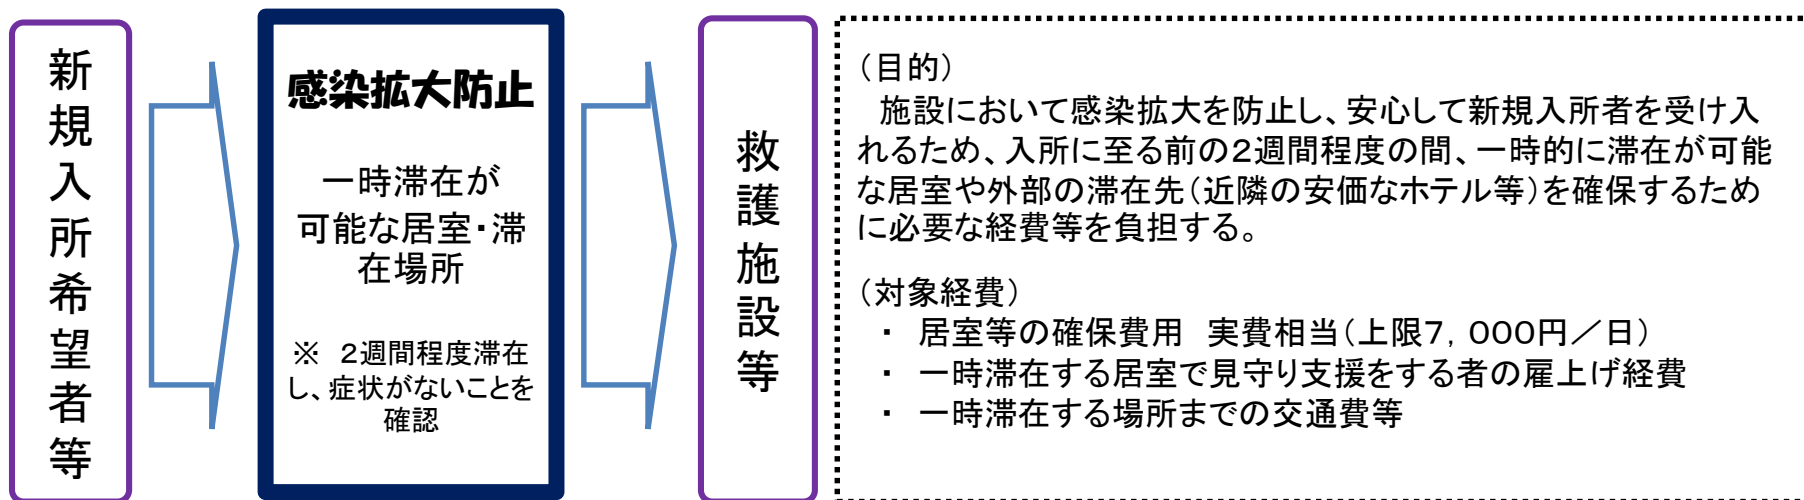 新規入所希望者等
感染拡大防止
一時滞在が
可能な居室・滞
在場所
※　２週間程度滞在
し、症状がないことを
確認
救護施設等
（目的）
　施設において感染拡大を防止し、安心して新規入所者を受け入
れるため、入所に至る前の２週間程度の間、一時的に滞在が可能
な居室や外部の滞在先（近隣の安価なホテル等）を確保するため
に必要な経費等を負担する。
（対象経費）
・　居室等の確保費用　実費相当（上限７，０００円／日）
・　一時滞在する居室で見守り支援をする者の雇上げ経費
・　一時滞在する場所までの交通費等